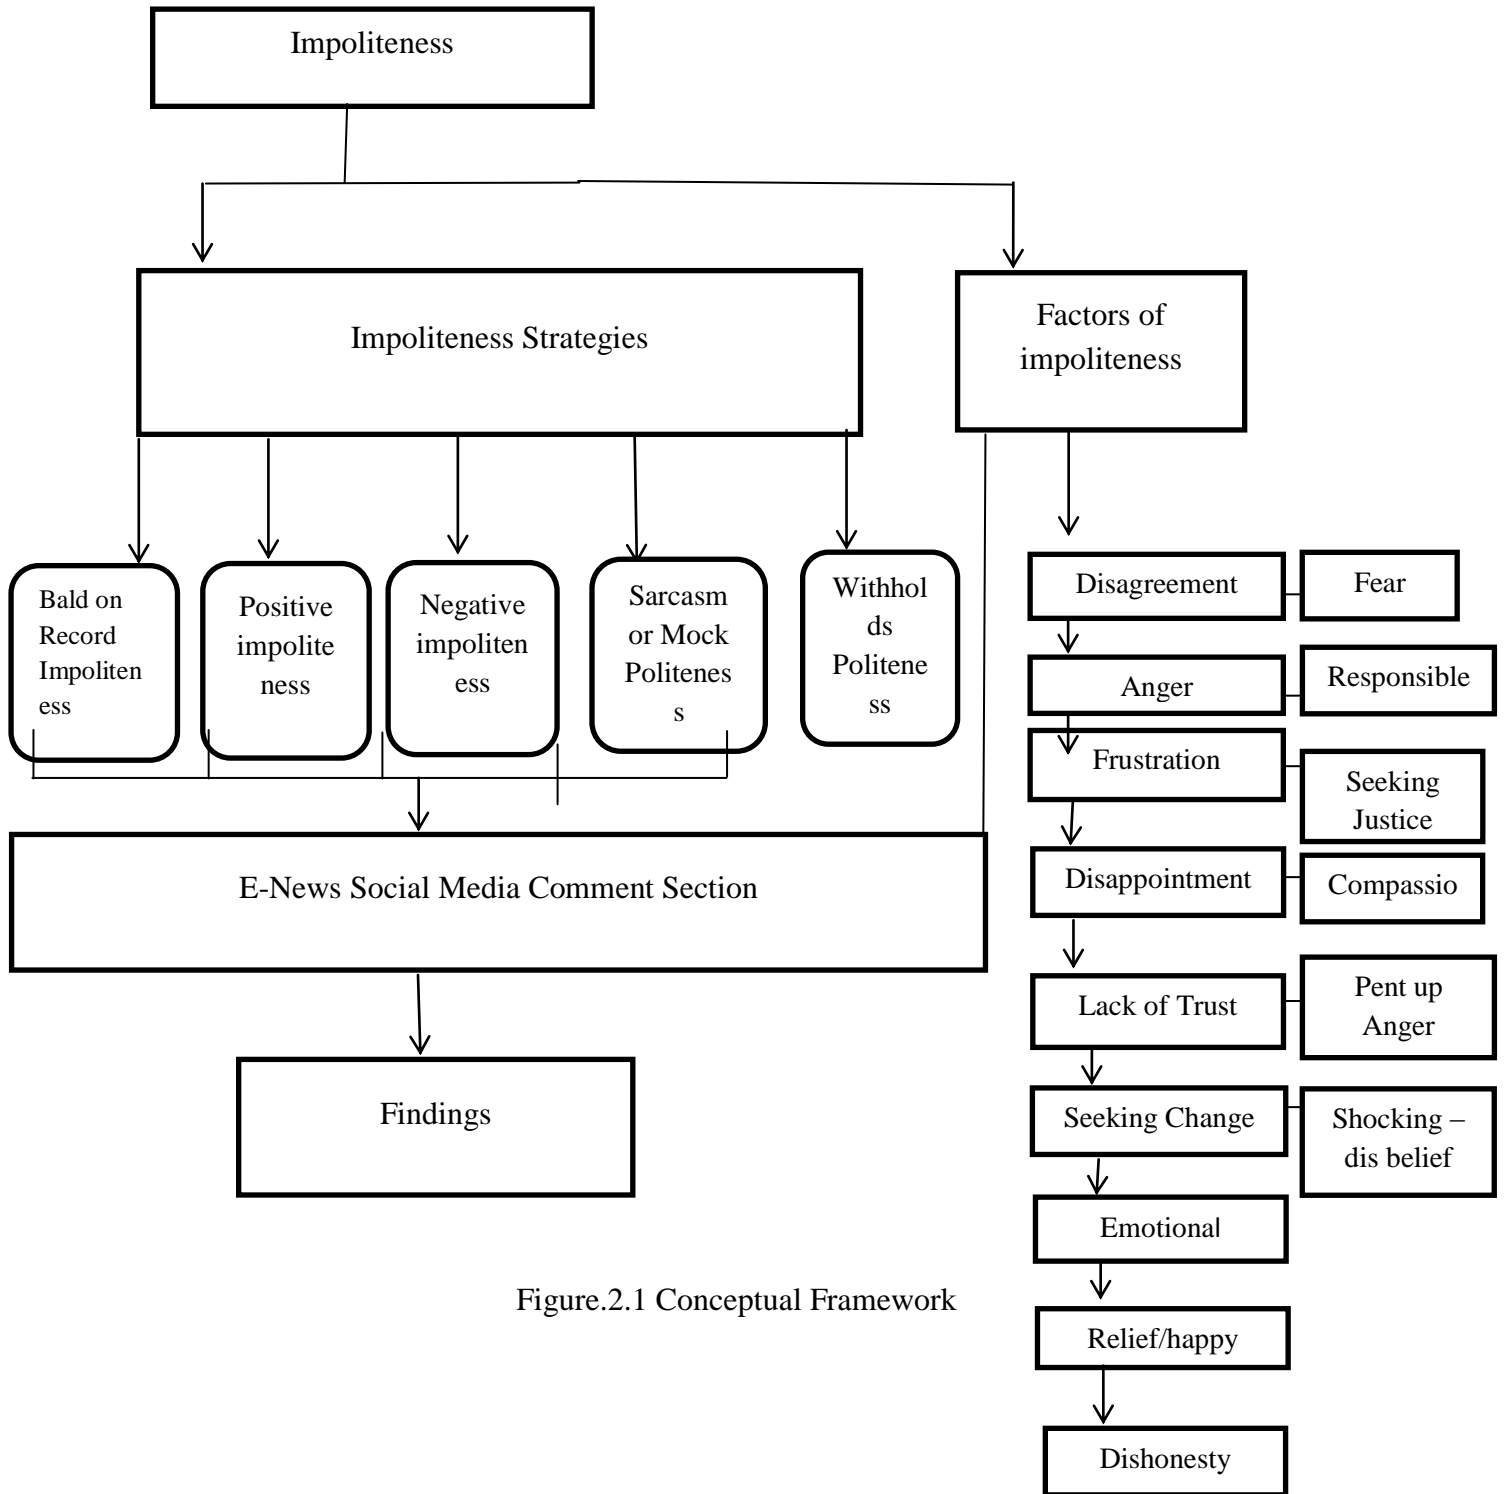 Impoliteness
Impoliteness Strategies
Factors of
impoliteness
Bald on
Record
Impoliten
ess
Positive
impolite
ness
Negative
impoliten
ess
Sarcasm
or Mock
Politenes
s
Withhol
ds
Politene
ss
E-News Social Media Comment Section
Findings
Disagreement
Fear
Anger
Responsible
Frustration
Seeking
Justice
Disappointment
Compassio
Lack of Trust
Pent up
Anger
Seeking Change
Shocking –
dis belief
Emotional
Relief/happy
Dishonesty
Figure.2.1 Conceptual Framework